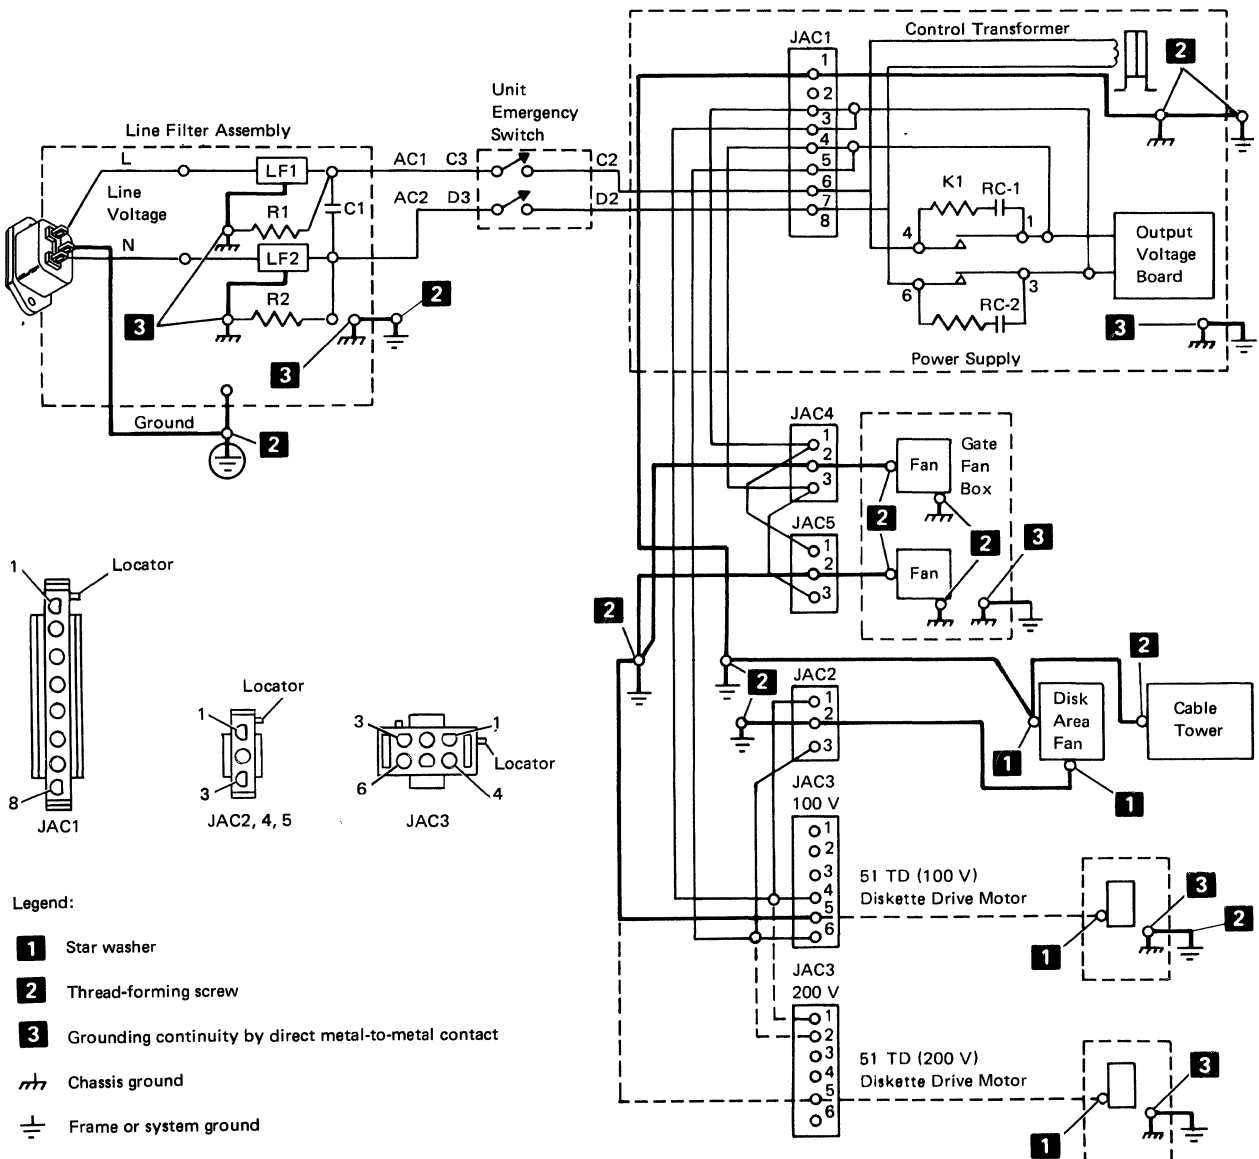 Line Filter Assembly
L
Line
Voltage
N
LF1
R1
C1
LF2
R2
3
3
2
Ground
2
AC1
C3
AC2
D3
Unit
Emergency
Switch
C2
D2
JAC1
1
2
3
4
5
6
7
8
Control Transformer
2
K1
RC-1
4
1
6
3
RC-2
Output
Voltage
Board
3
Power Supply
JAC4
1
2
3
Fan
Gate
Fan
Box
2
2
3
JAC5
1
2
3
Fan
2
2
2
JAC2
1
2
3
1
Disk
Area
Fan
1
2
Cable
Tower
JAC3
100 V
1
2
3
4
5
6
51 TD (100 V)
Diskette Drive Motor
1
3
2
JAC3
200 V
1
2
3
4
5
6
51 TD (200 V)
Diskette Drive Motor
1
3
1
Locator
8
JAC1
1
Locator
3
JAC2, 4, 5
3
1
Locator
6
4
JAC3
Legend:
1 Star washer
2 Thread-forming screw
3 Grounding continuity by direct metal-to-metal contact
Chassis ground
Frame or system ground